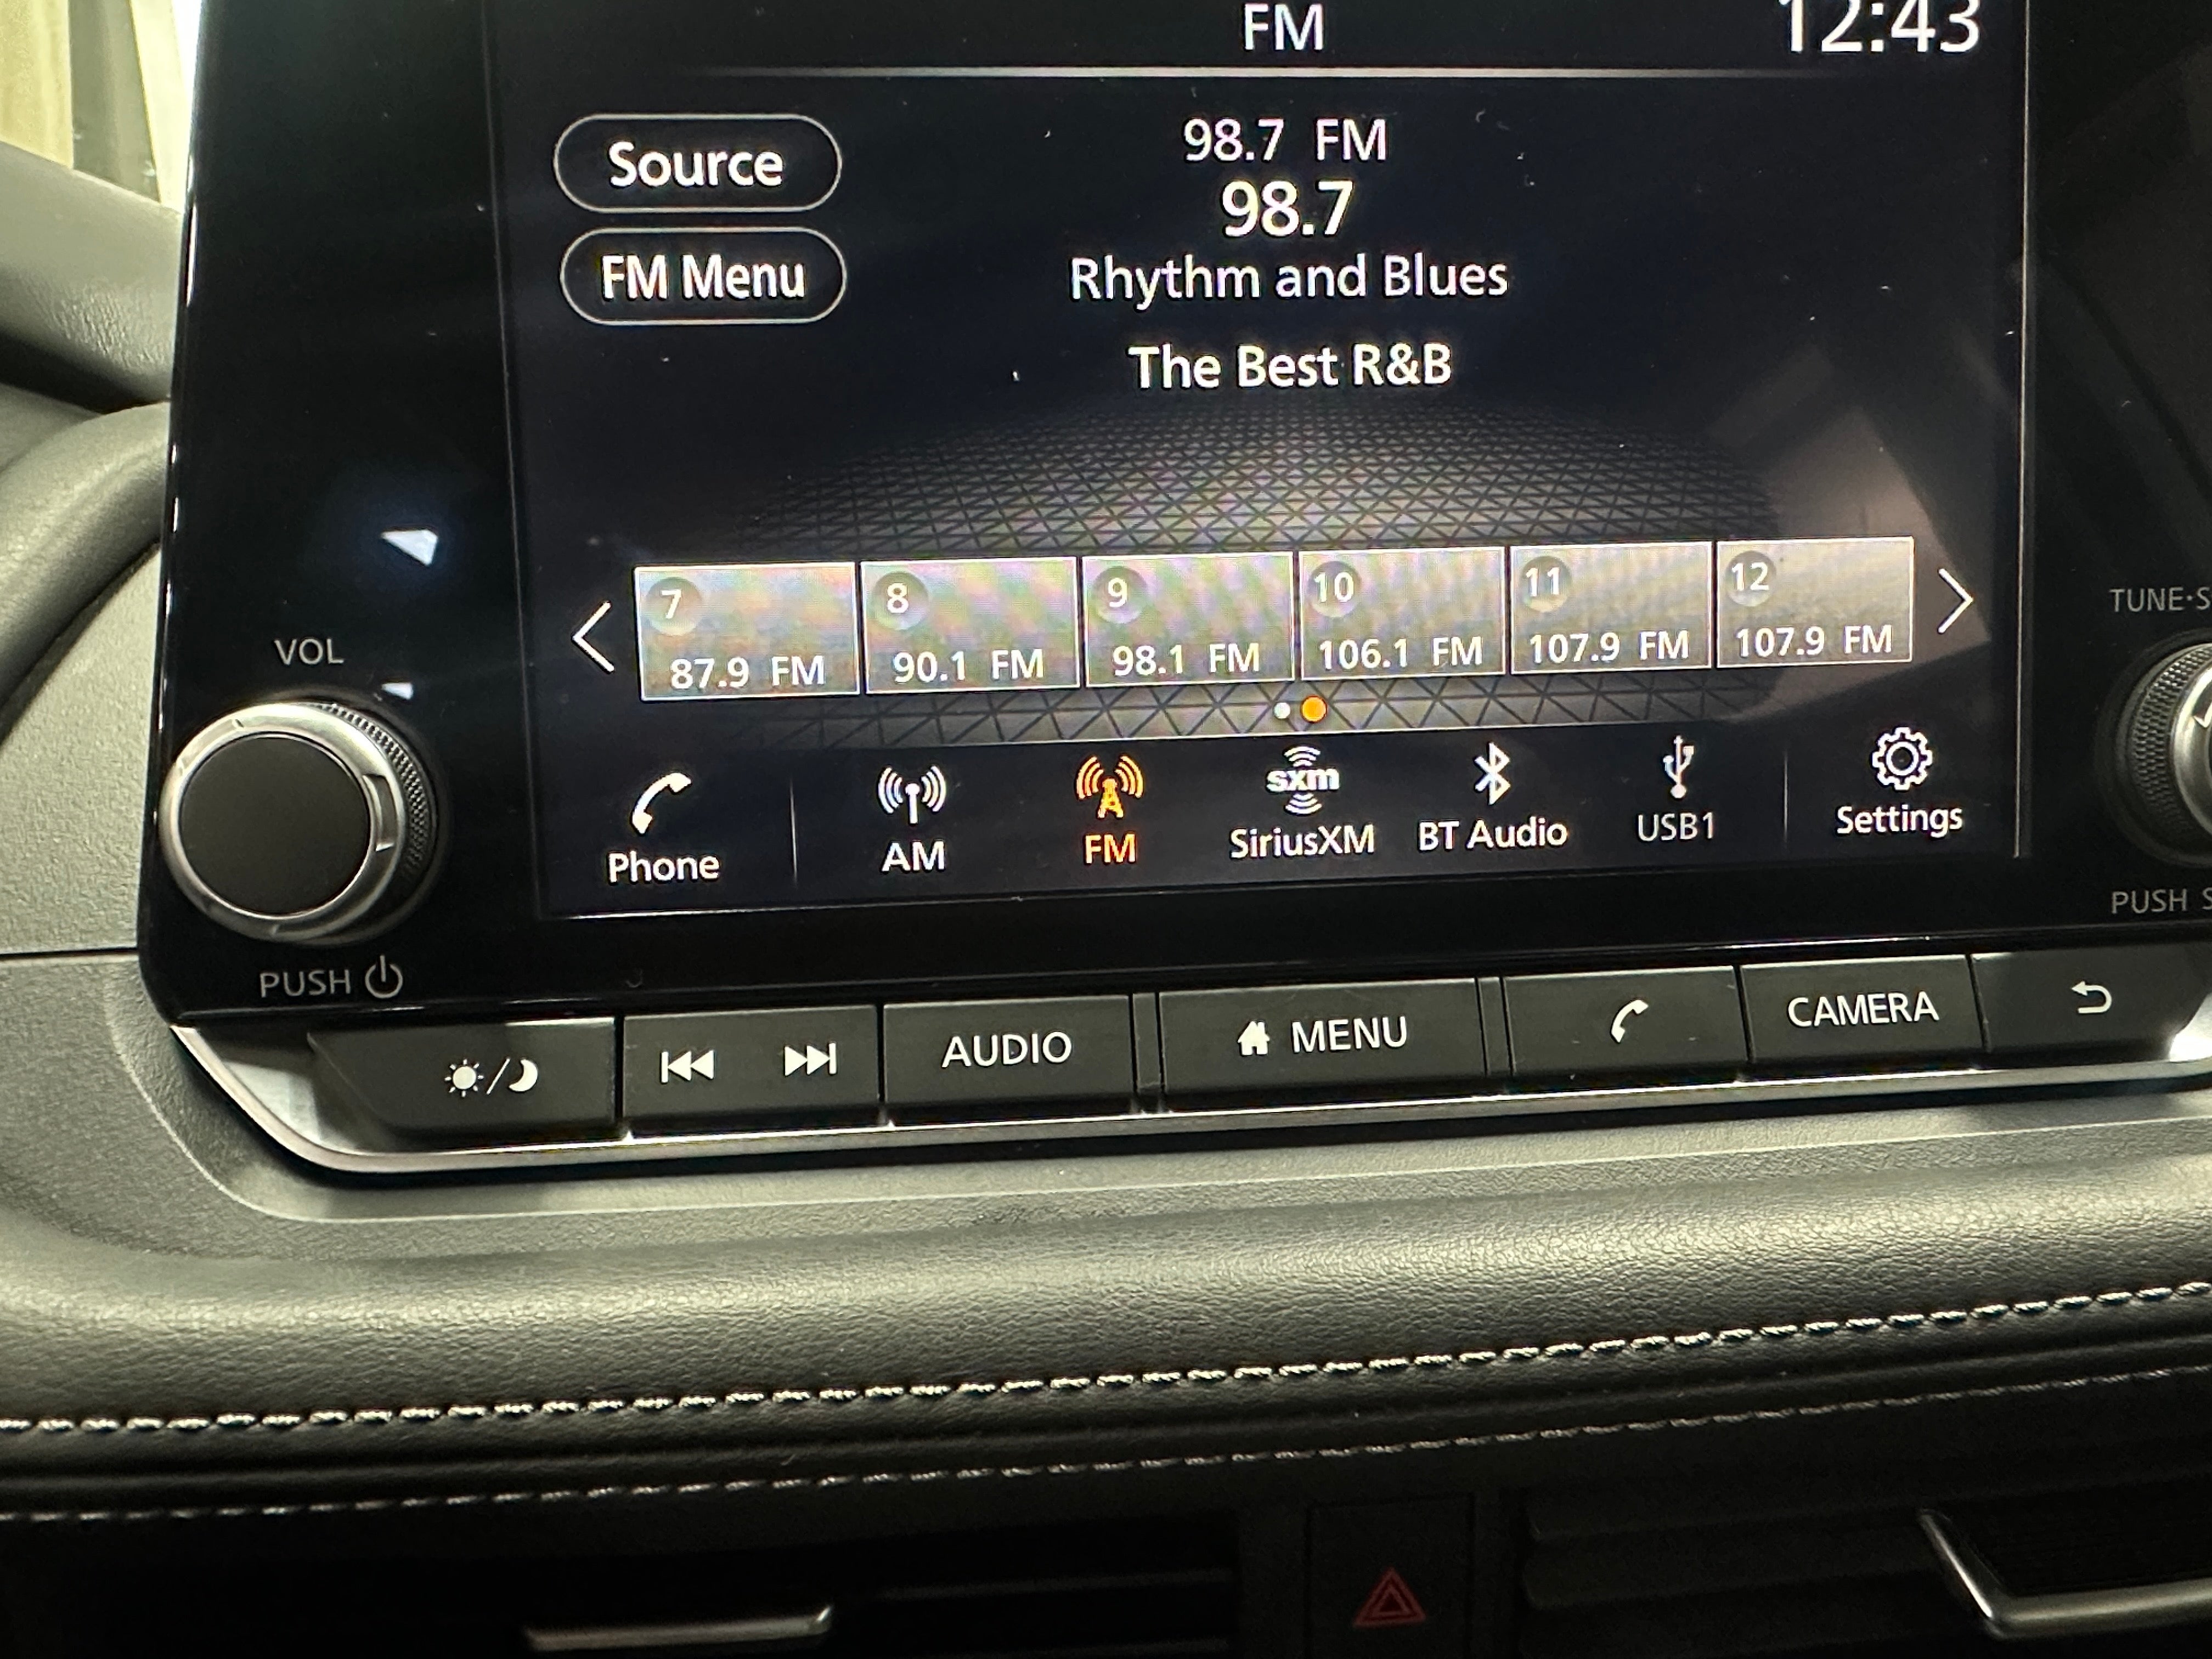 FM
12:43
Source
98.7 FM
98.7
FM Menu
Rhythm and Blues
The Best R&B
7
8
9
10
11
12
87.9 FM
90.1 FM
98.1 FM
106.1 FM
107.9 FM
107.9 FM
VOL
sxm
Phone
AM
FM
SiriusXM
BT Audio
USB1
Settings
PUSH
PUSH
AUDIO
MENU
CAMERA